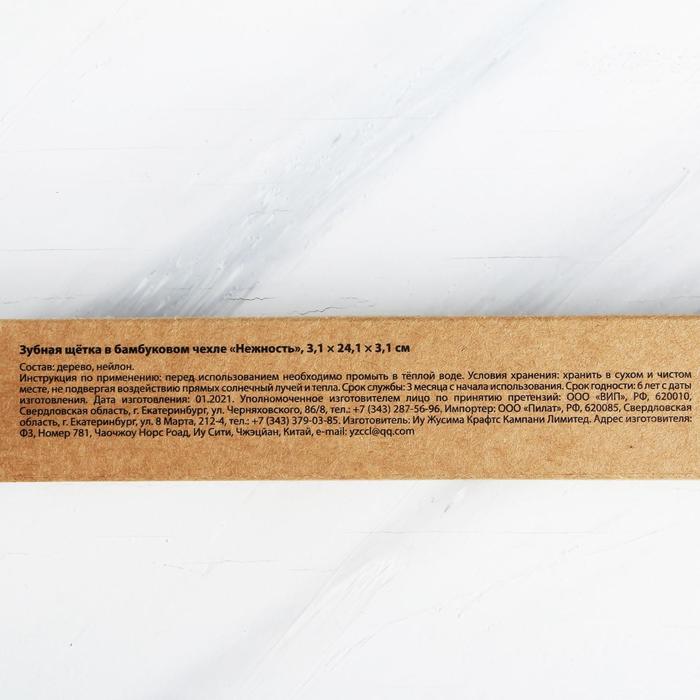 Зубная щётка в бамбуковом чехле «Нежность», 3,1 × 24,1 × 3,1 см
Состав: дерево, нейлон.
Инструкция по применению: перед использованием необходимо промыть в тёплой воде. Условия хранения: хранить в сухом и чистом
месте, не подвергая воздействию прямых солнечный лучей и тепла. Срок службы: 3 месяца с начала использования. Срок годности: 6 лет с даты
изготовления. Дата изготовления: 01.2021. Уполномоченное изготовителем лицо по принятию претензий: ООО «ВИП», РФ, 620010,
Свердловская область, г. Екатеринбург, ул. Черняховского, 86/8, тел.: +7 (343) 287-56-96. Импортер: ООО «Пилат», РФ, 620085, Свердловская
область, г. Екатеринбург, ул. 8 Марта, 212-4, тел.: +7 (343) 379-03-85. Изготовитель: Иу Жусима Крафтс Кампани Лимитед. Адрес изготовителя:
Ф3, Номер 781, Чаочжоу Норс Роад, Иу Сити, Чжэцйан, Китай, e-mail: yzccl@qq.com